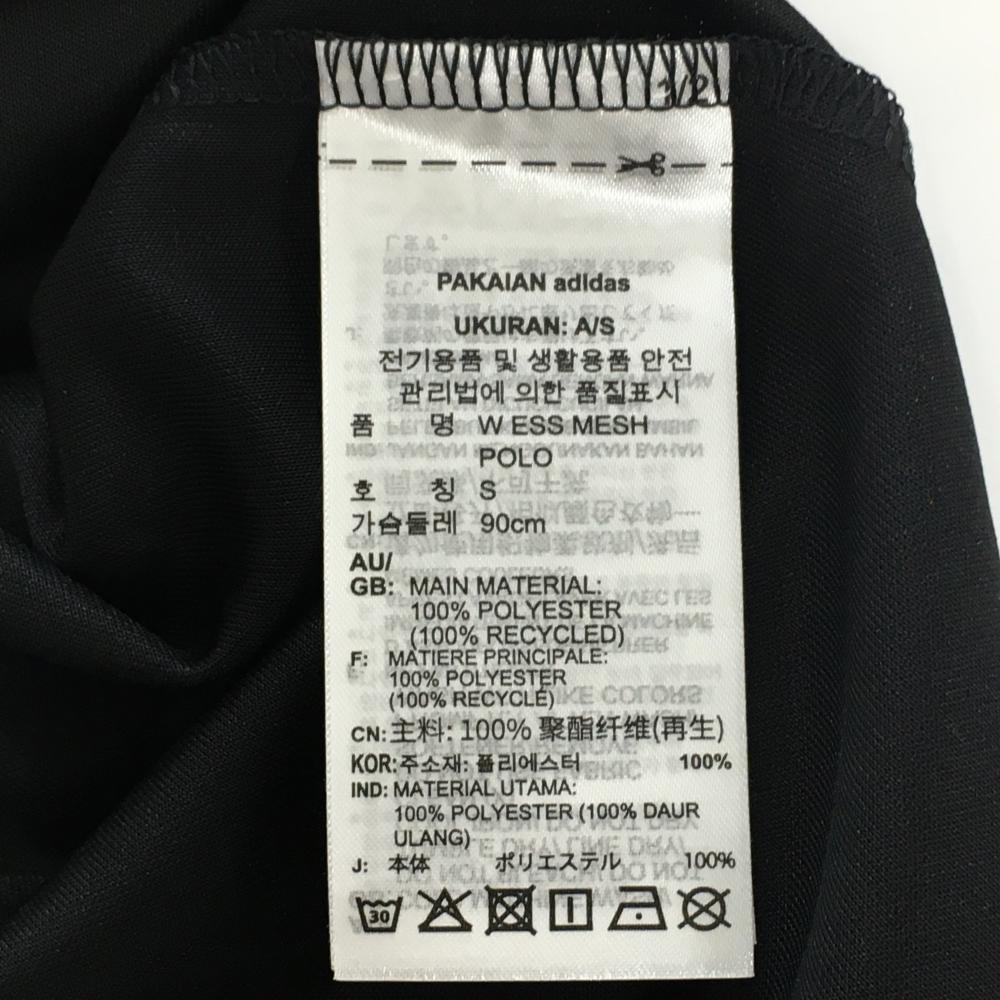 1/2
PAKAIAN adidas
UKURAN: A/S
전기용품 및 생활용품 안전
관리법에 의한 품질표시
품 명 W ESS MESH
POLO
호 칭 S
가슴둘레 90cm
AU/
GB: MAIN MATERIAL:
100% POLYESTER
(100% RECYCLED)
F: MATIERE PRINCIPALE:
100% POLYESTER
(100% RECYCLÉ)
CN: 主料: 100% 聚酯纤维(再生)
KOR: 주소재: 폴리에스터 100%
IND: MATERIAL UTAMA:
100% POLYESTER (100% DAUR
ULANG)
J: 本体 ポリエステル 100%
30